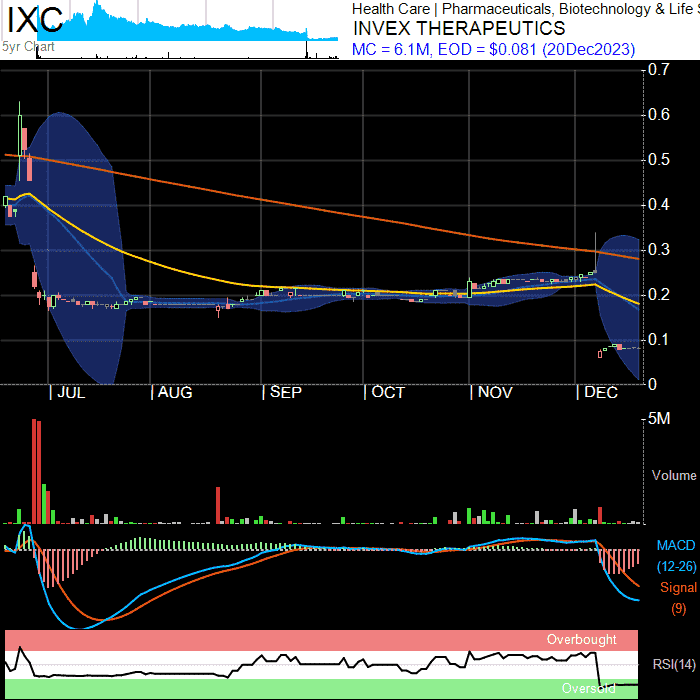 IXC
5yr Chart
Health Care | Pharmaceuticals, Biotechnology & Life S
INVEX THERAPEUTICS
MC = 6.1M, EOD = $0.081 (20Dec2023)
0.7
0.6
0.5
0.4
0.3
0.2
0.1
0
JUL
AUG
SEP
OCT
NOV
DEC
5M
Volume
MACD
(12-26)
Signal
(9)
Overbought
RSI(14)
Oversold